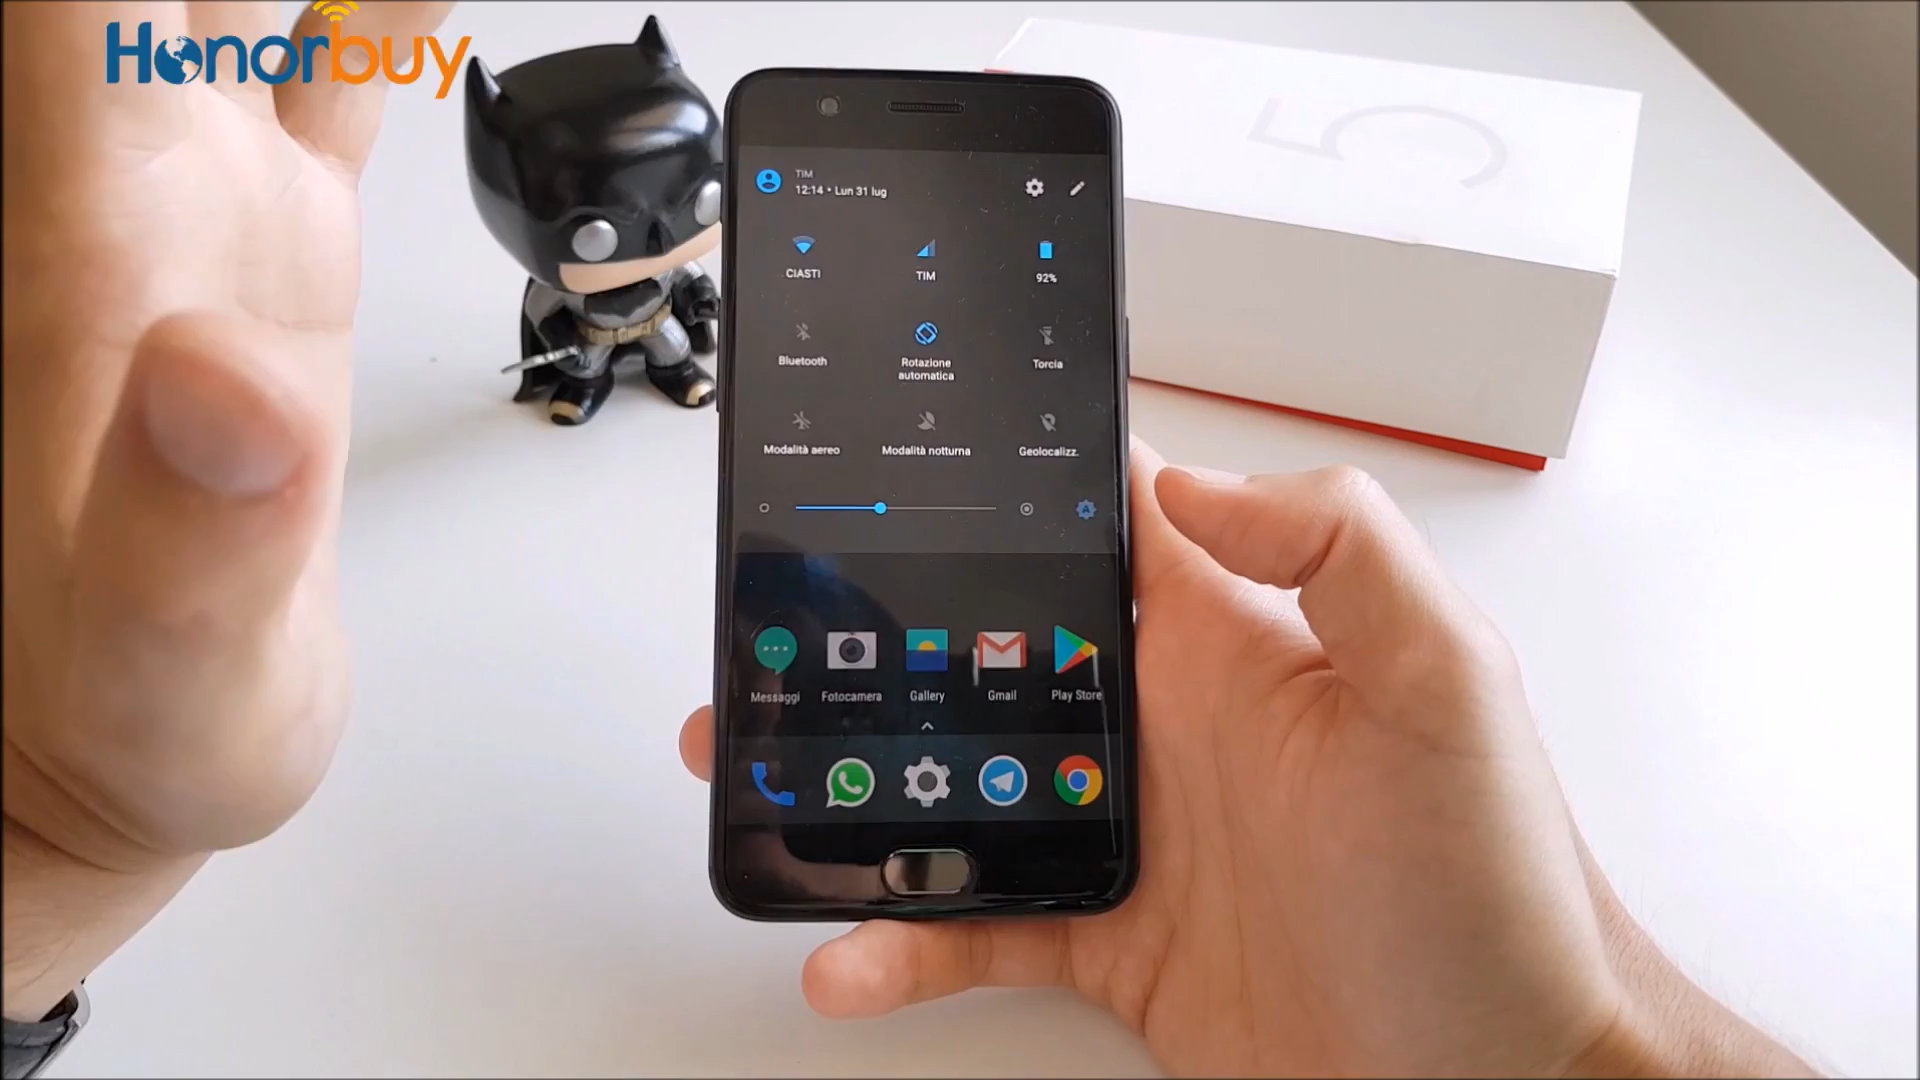 Honorbuy
5
TIM
12:14 • Lun 31 lug
CIASTI
TIM
92%
Bluetooth
Rotazione
automatica
Torcia
Modalità aereo
Modalità notturna
Geolocalizz.
A
Messaggi
Fotocamera
Gallery
Gmail
Play Store